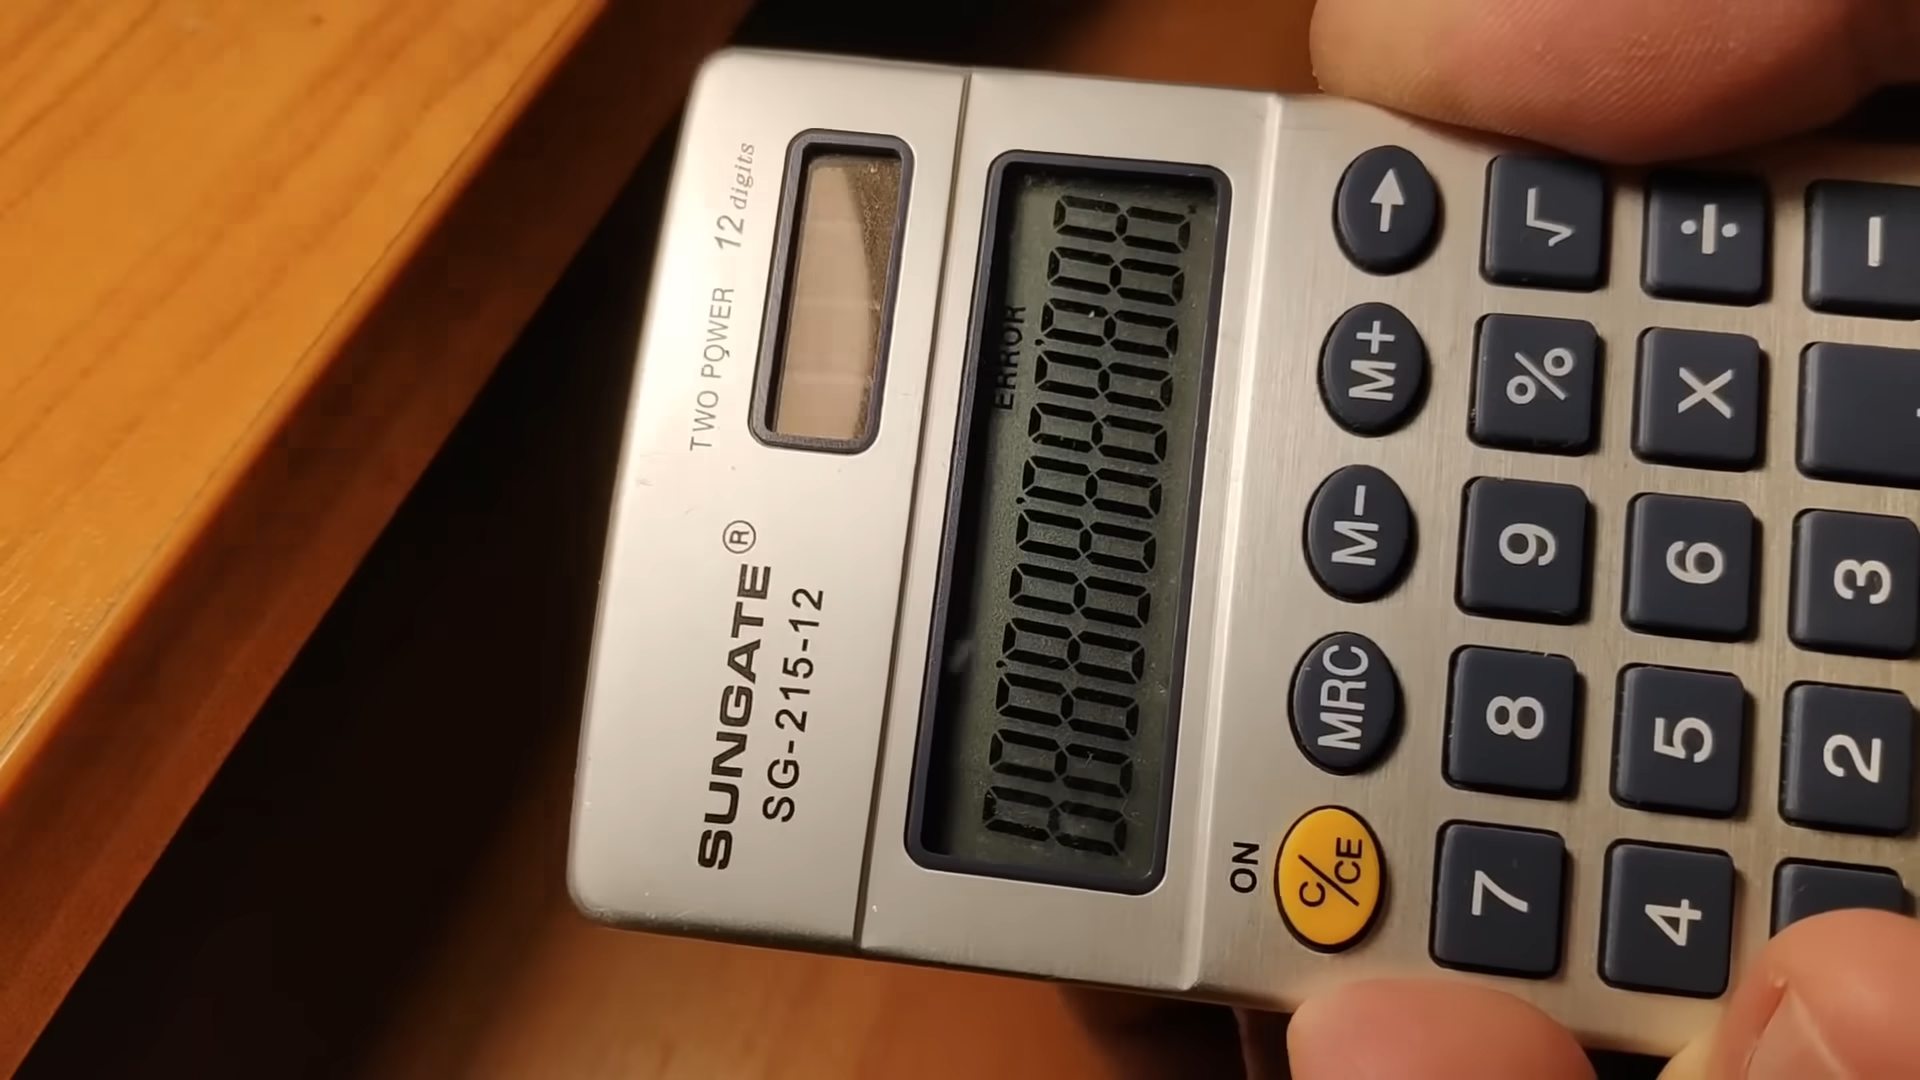 SUNGATE®
SG-215-12
TWO POWER 12 digits
ERROR
888888888888
ON
C/CE MRC M- M+ ↑
7 8 9 % √
4 5 6 X ÷
2 3 -